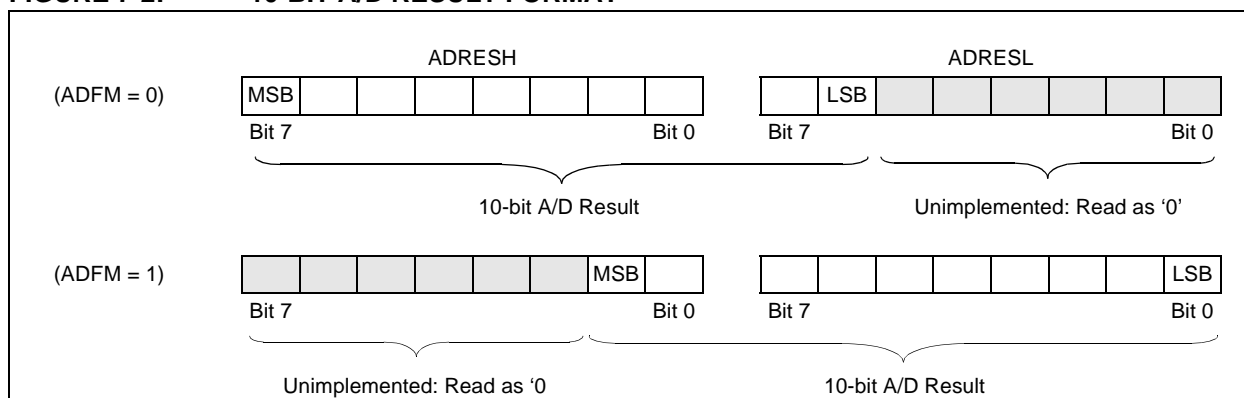 ADRESH ADRESL
(ADFM = 0) MSB LSB
Bit 7 Bit 0 Bit 7 Bit 0
10-bit A/D Result Unimplemented: Read as ‘0’
(ADFM = 1) MSB LSB
Bit 7 Bit 0 Bit 7 Bit 0
Unimplemented: Read as ‘0 10-bit A/D Result